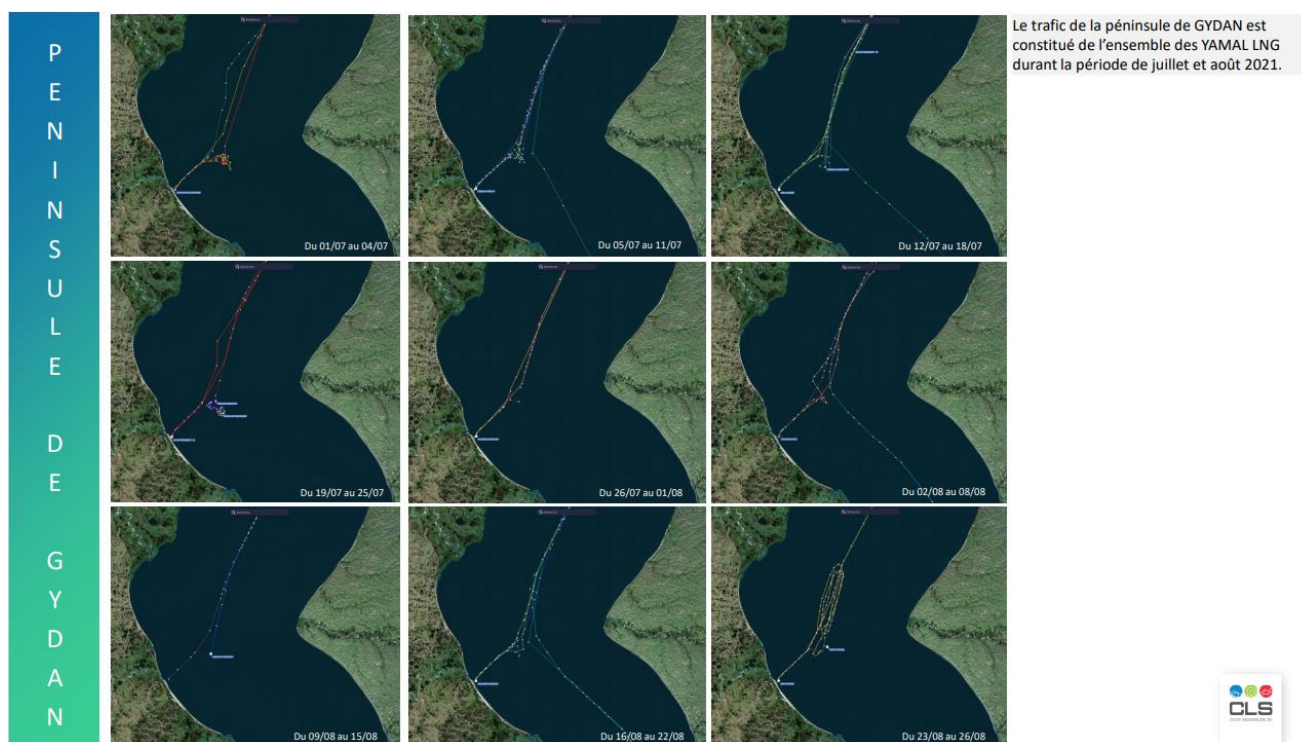 PENINSULE DE GYDAN
Le trafic de la péninsule de GYDAN est
constitué de l'ensemble des YAMAL LNG
durant la période de juillet et août 2021.
Du 01/07 au 04/07
Du 05/07 au 11/07
Du 12/07 au 18/07
Du 19/07 au 25/07
Du 26/07 au 01/08
Du 02/08 au 08/08
Du 09/08 au 15/08
Du 16/08 au 22/08
Du 23/08 au 26/08
CLS